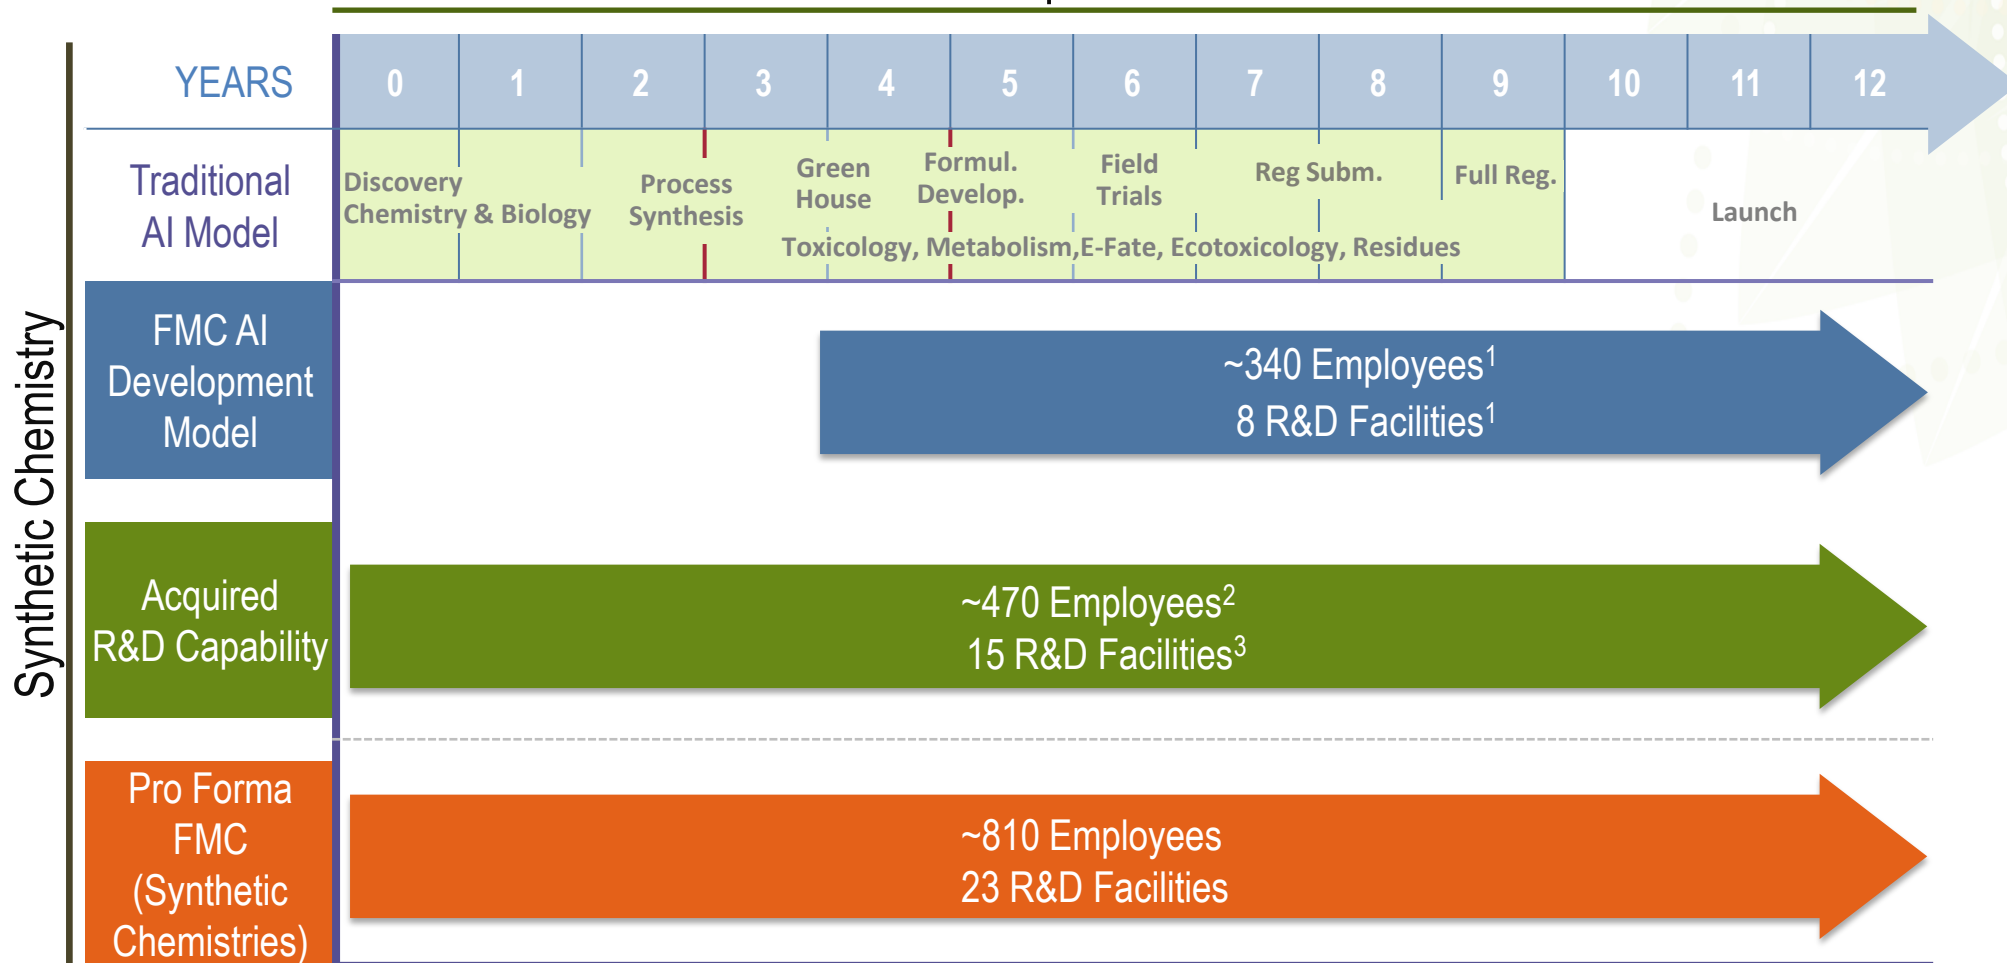 YEARS 0 1 2 3 4 5 6 7 8 9 10 11 12
Traditional
AI Model
Discovery
Chemistry & Biology
Process
Synthesis
Green
House
Formul.
Develop.
Field
Trials
Reg Subm.
Full Reg.
Launch
Toxicology, Metabolism,E-Fate, Ecotoxicology, Residues
Synthetic Chemistry
FMC AI
Development
Model
~340 Employees¹
8 R&D Facilities¹
Acquired
R&D Capability
~470 Employees²
15 R&D Facilities³
Pro Forma
FMC
(Synthetic
Chemistries)
~810 Employees
23 R&D Facilities